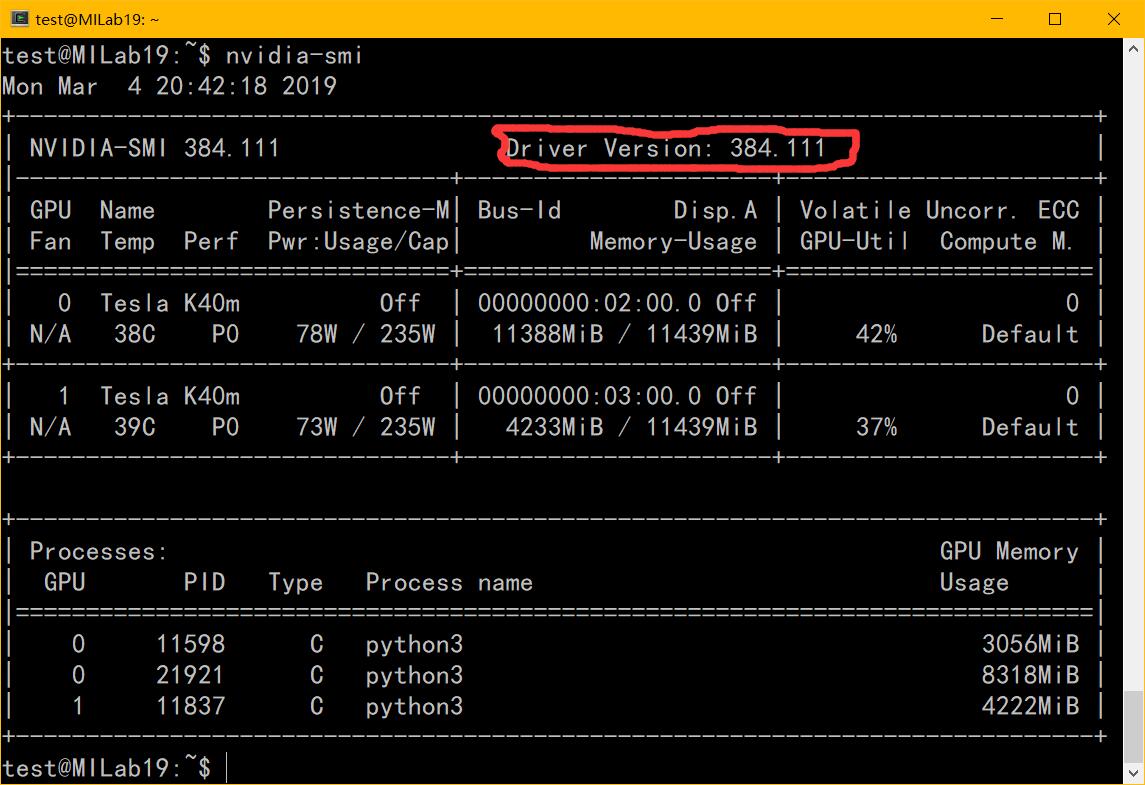 test@MILab19: ~
test@MILab19:~$ nvidia-smi
Mon Mar  4 20:42:18 2019
+-----------------------------------------------------------------------------+
| NVIDIA-SMI 384.111                Driver Version: 384.111                   |
|-------------------------------+----------------------+----------------------+
| GPU  Name        Persistence-M| Bus-Id        Disp.A | Volatile Uncorr. ECC |
| Fan  Temp  Perf  Pwr:Usage/Cap|         Memory-Usage | GPU-Util  Compute M. |
|===============================+======================+======================|
|   0  Tesla K40m          Off  | 00000000:02:00.0 Off |                    0 |
| N/A   38C    P0    78W / 235W |  11388MiB / 11439MiB |     42%      Default |
+-------------------------------+----------------------+----------------------+
|   1  Tesla K40m          Off  | 00000000:03:00.0 Off |                    0 |
| N/A   39C    P0    73W / 235W |   4233MiB / 11439MiB |     37%      Default |
+-------------------------------+----------------------+----------------------+
+-----------------------------------------------------------------------------+
| Processes:                                                       GPU Memory |
|  GPU       PID   Type   Process name                             Usage      |
|=============================================================================|
|    0     11598      C   python3                                     3056MiB |
|    0     21921      C   python3                                     8318MiB |
|    1     11837      C   python3                                     4222MiB |
+-----------------------------------------------------------------------------+
test@MILab19:~$